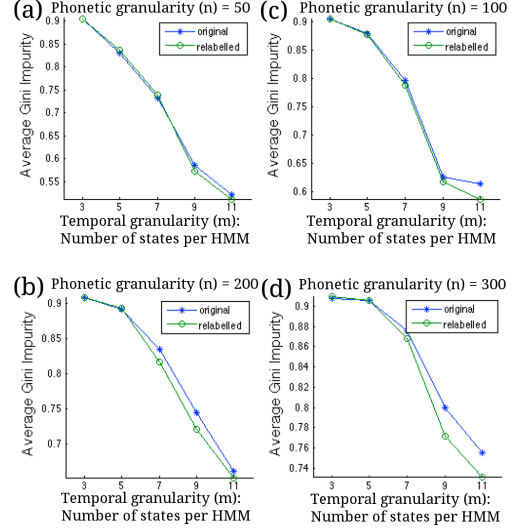 (a) Phonetic granularity (n) = 50
0.9
0.85
0.8
0.75
0.7
0.65
0.6
0.55
Average Gini Impurity
original
relabelled
3 5 7 9 11
Temporal granularity (m):
Number of states per HMM
(c) Phonetic granularity (n) = 100
0.9
0.85
0.8
0.75
0.7
0.65
0.6
Average Gini Impurity
original
relabelled
3 5 7 9 11
Temporal granularity (m):
Number of states per HMM
(b) Phonetic granularity (n) = 200
0.9
0.85
0.8
0.75
0.7
Average Gini Impurity
original
relabelled
3 5 7 9 11
Temporal granularity (m):
Number of states per HMM
(d) Phonetic granularity (n) = 300
0.9
0.88
0.86
0.84
0.82
0.8
0.78
0.76
0.74
Average Gini Impurity
original
relabelled
3 5 7 9 11
Temporal granularity (m):
Number of states per HMM